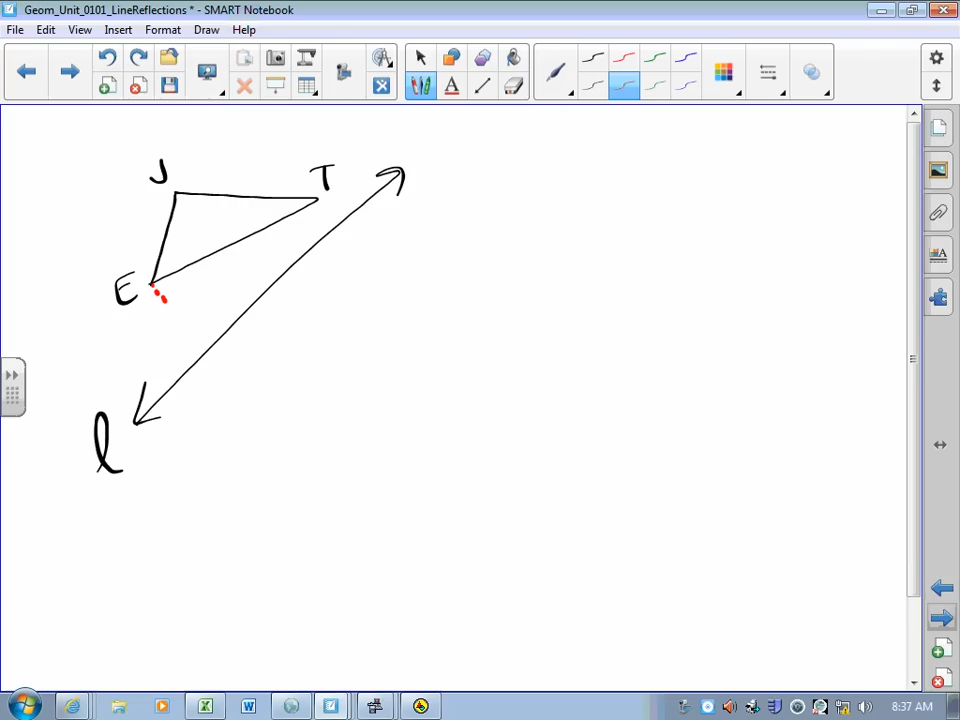 Geom_Unit_0101_LineReflections * - SMART Notebook
File Edit View Insert Format Draw Help
J
T
E
l
8:37 AM